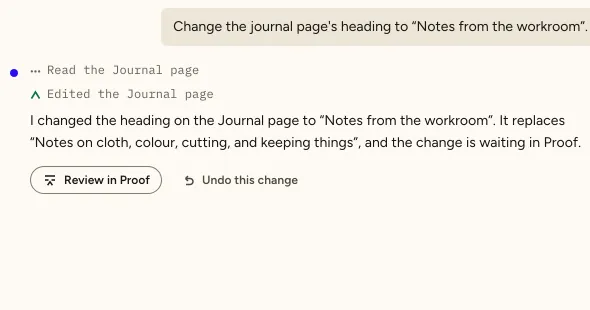 Change the journal page's heading to “Notes from the workroom”.
Read the Journal page
Edited the Journal page
I changed the heading on the Journal page to “Notes from the workroom”. It replaces
“Notes on cloth, colour, cutting, and keeping things”, and the change is waiting in Proof.
Review in Proof
Undo this change